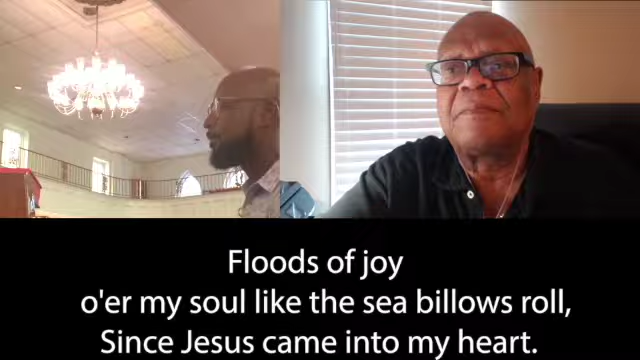 Floods of joy
o'er my soul like the sea billows roll,
Since Jesus came into my heart.